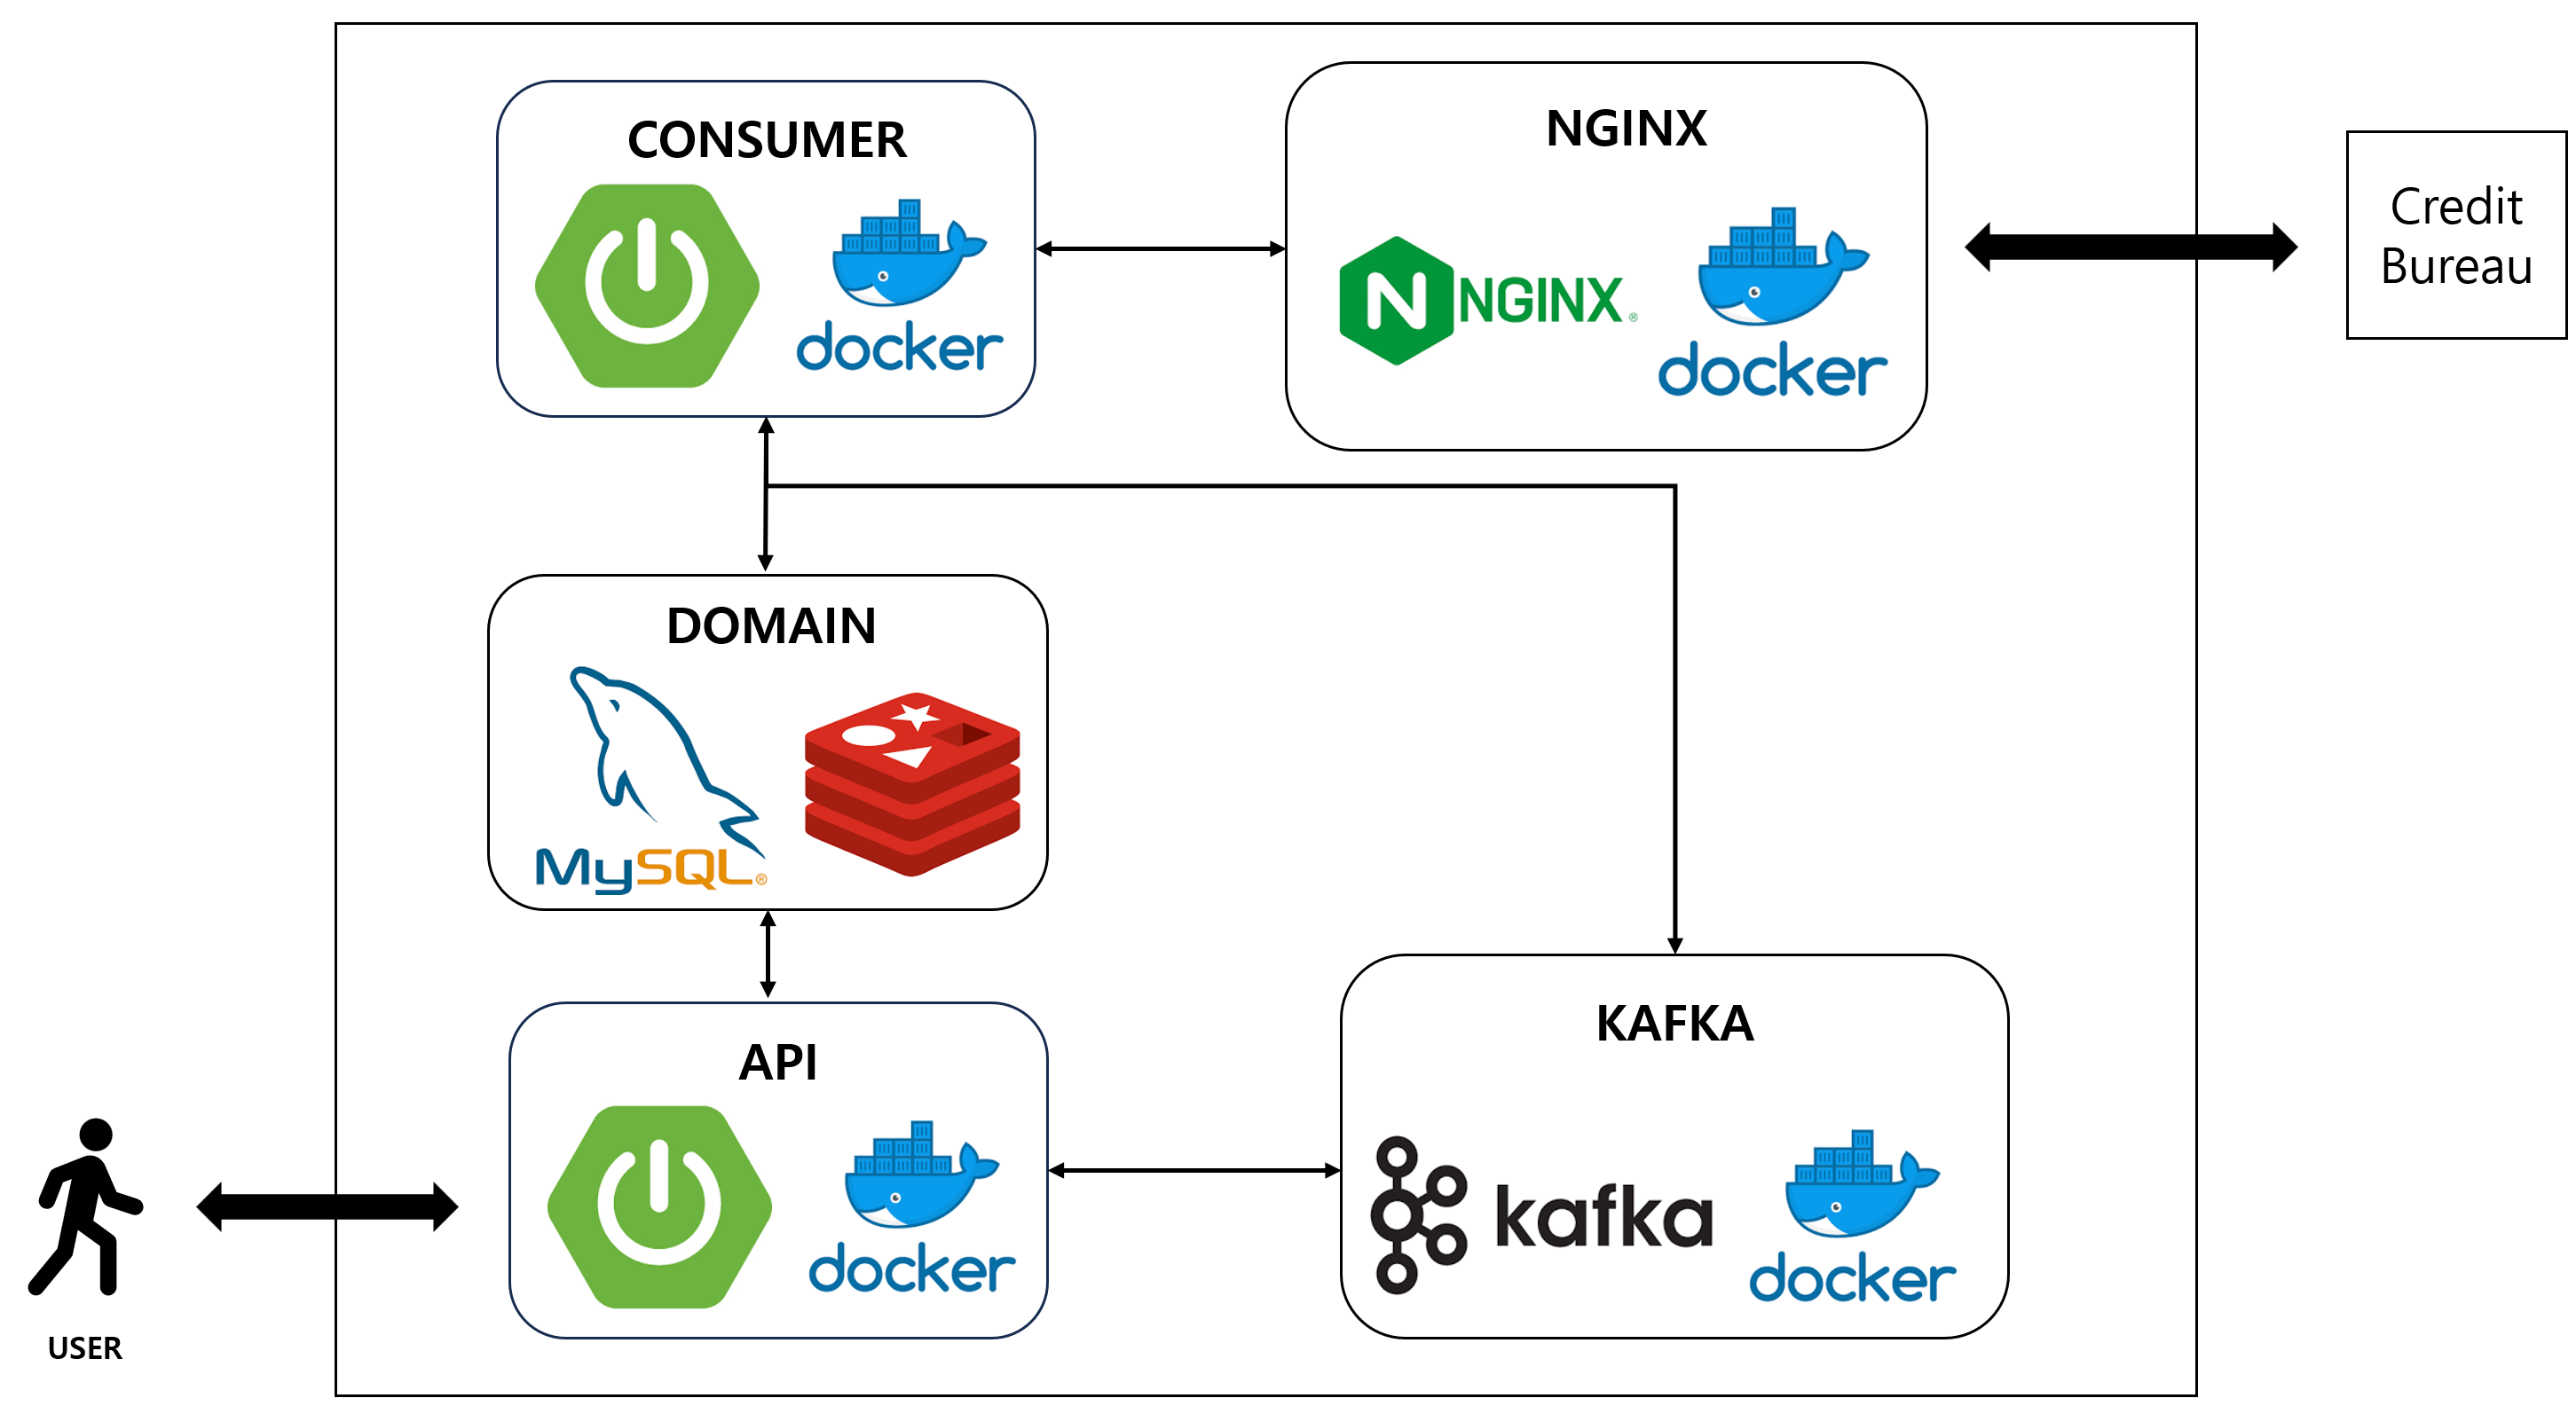 CONSUMER
docker
NGINX
NGINX®
docker
Credit
Bureau
DOMAIN
MySQL®
API
docker
KAFKA
kafka
docker
USER